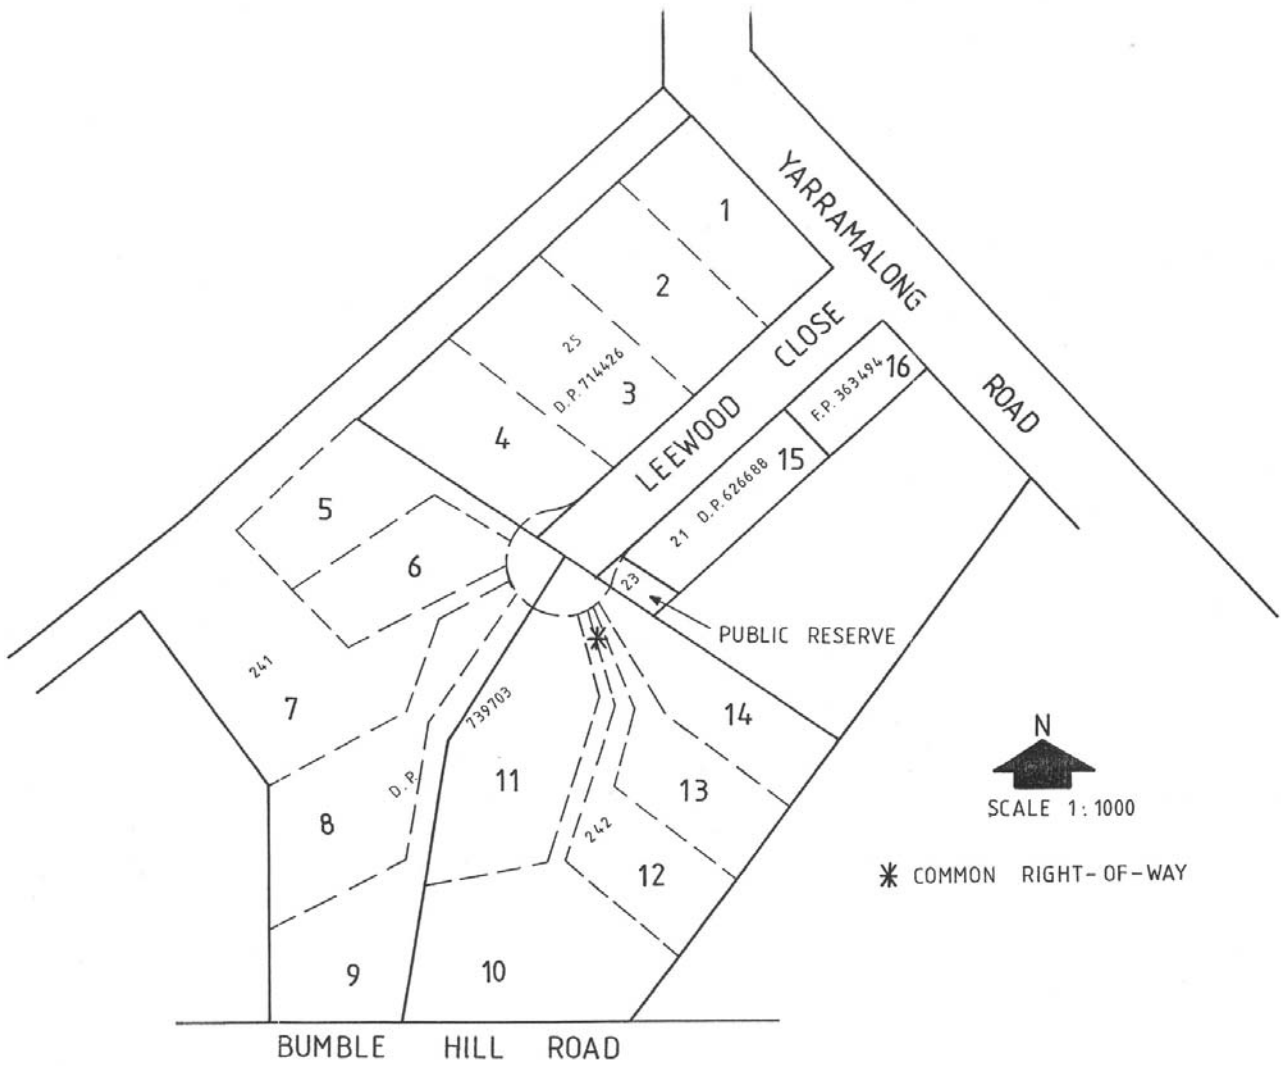 YARRAMALONG
ROAD
1
2
25
D.P. 714426
3
4
LEEWOOD CLOSE
F.P. 363494
16
21 D.P. 626688
15
5
6
23
PUBLIC RESERVE
241
7
739703
14
D.P.
11
13
8
242
12
9
10
N
SCALE 1:1000
COMMON RIGHT-OF-WAY
BUMBLE HILL ROAD